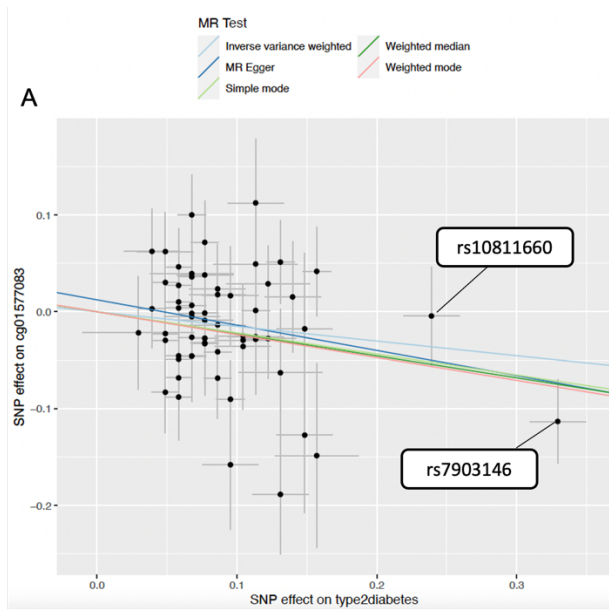 MR Test
Inverse variance weighted
Weighted median
MR Egger
Weighted mode
Simple mode
A
0.1
rs10811660
0.0
SNP effect on cg01577083
-0.1
rs7903146
-0.2
0.0
0.1
0.2
0.3
SNP effect on type2diabetes